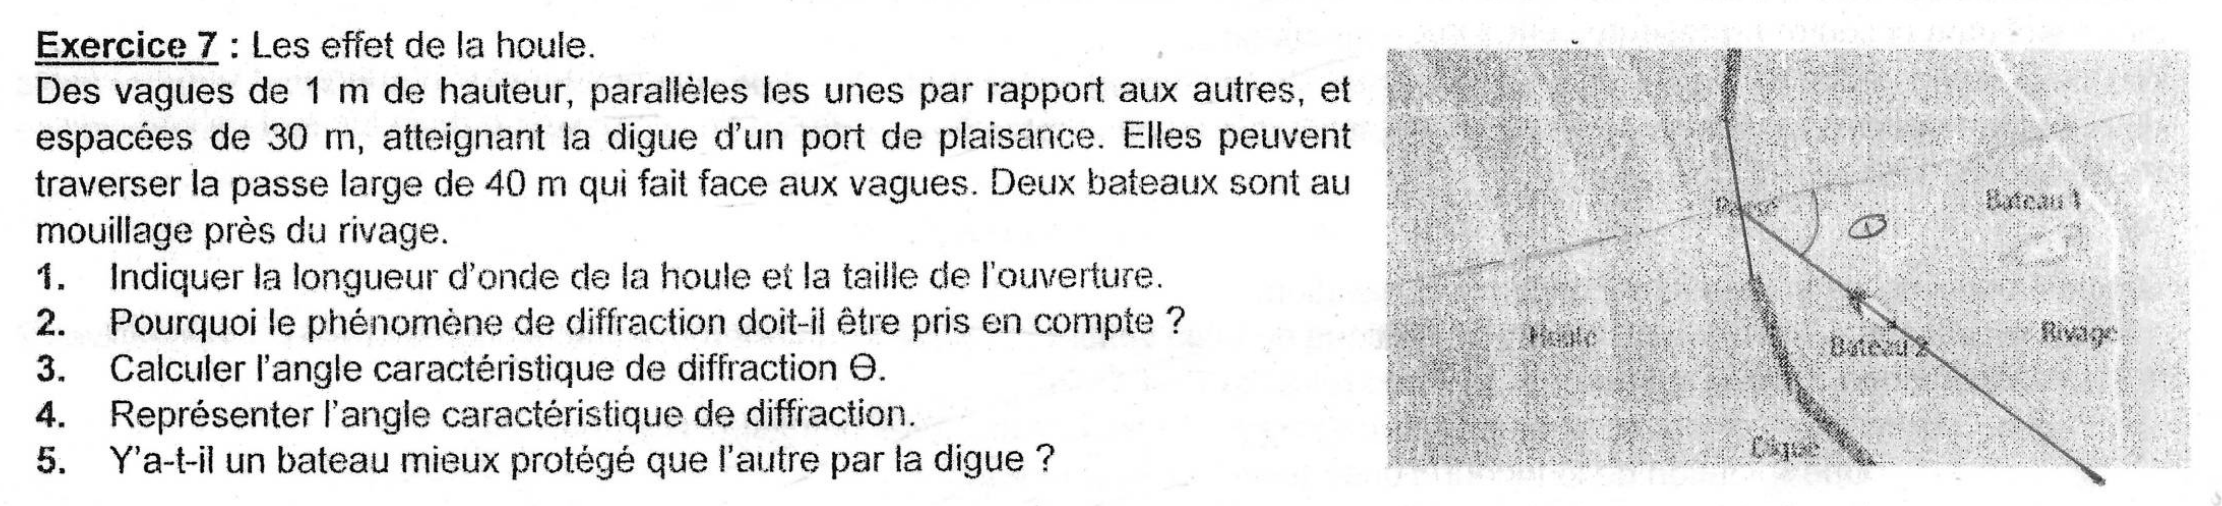 Exercice 7 : Les effet de la houle.
Des vagues de 1 m de hauteur, parallèles les unes par rapport aux autres, et
espacées de 30 m, atteignant la digue d'un port de plaisance. Elles peuvent
traverser la passe large de 40 m qui fait face aux vagues. Deux bateaux sont au
mouillage près du rivage.
1. Indiquer la longueur d'onde de la houle et la taille de l'ouverture.
2. Pourquoi le phénomène de diffraction doit-il être pris en compte ?
3. Calculer l'angle caractéristique de diffraction Θ.
4. Représenter l'angle caractéristique de diffraction.
5. Y'a-t-il un bateau mieux protégé que l'autre par la digue ?
Passe
Bateau 1
Houle
Bateau 2
Rivage
Digue